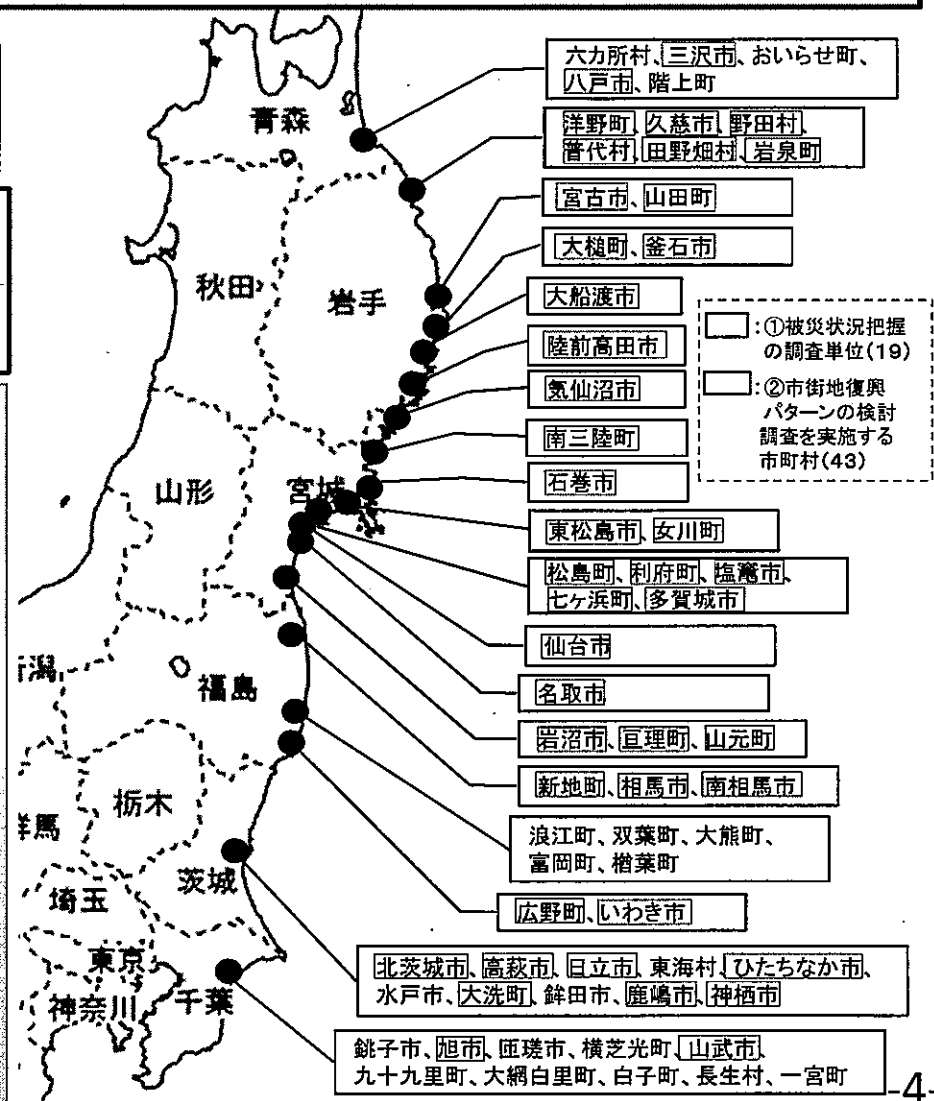 六カ所村、三沢市、おいらせ町、
八戸市、階上町
青森
洋野町、久慈市、野田村、
普代村、田野畑村、岩泉町
宮古市、山田町
大槌町、釜石市
秋田
岩手
大船渡市
:①被災状況把握
の調査単位(19)
:②市街地復興
パターンの検討
調査を実施する
市町村(43)
陸前高田市
気仙沼市
南三陸町
山形
宮城
石巻市
東松島市、女川町
松島町、利府町、塩竈市、
七ヶ浜町、多賀城市
仙台市
名取市
潟
福島
岩沼市、亘理町、山元町
新地町、相馬市、南相馬市
栃木
群馬
浪江町、双葉町、大熊町、
富岡町、楢葉町
茨城
埼玉
広野町、いわき市
東京
神奈川
千葉
北茨城市、高萩市、日立市、東海村、ひたちなか市、
水戸市、大洗町、鉾田市、鹿嶋市、神栖市
銚子市、旭市、匝瑳市、横芝光町、山武市、
九十九里町、大網白里町、白子町、長生村、一宮町
-4-